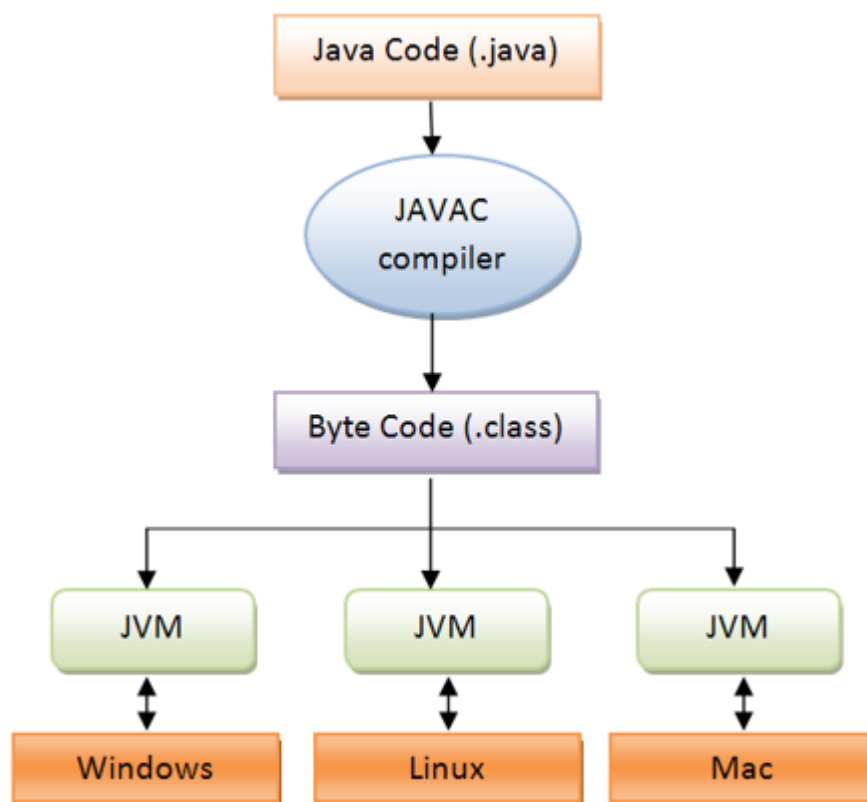 Java Code (.java)
JAVAC
compiler
Byte Code (.class)
JVM
JVM
JVM
Windows
Linux
Mac